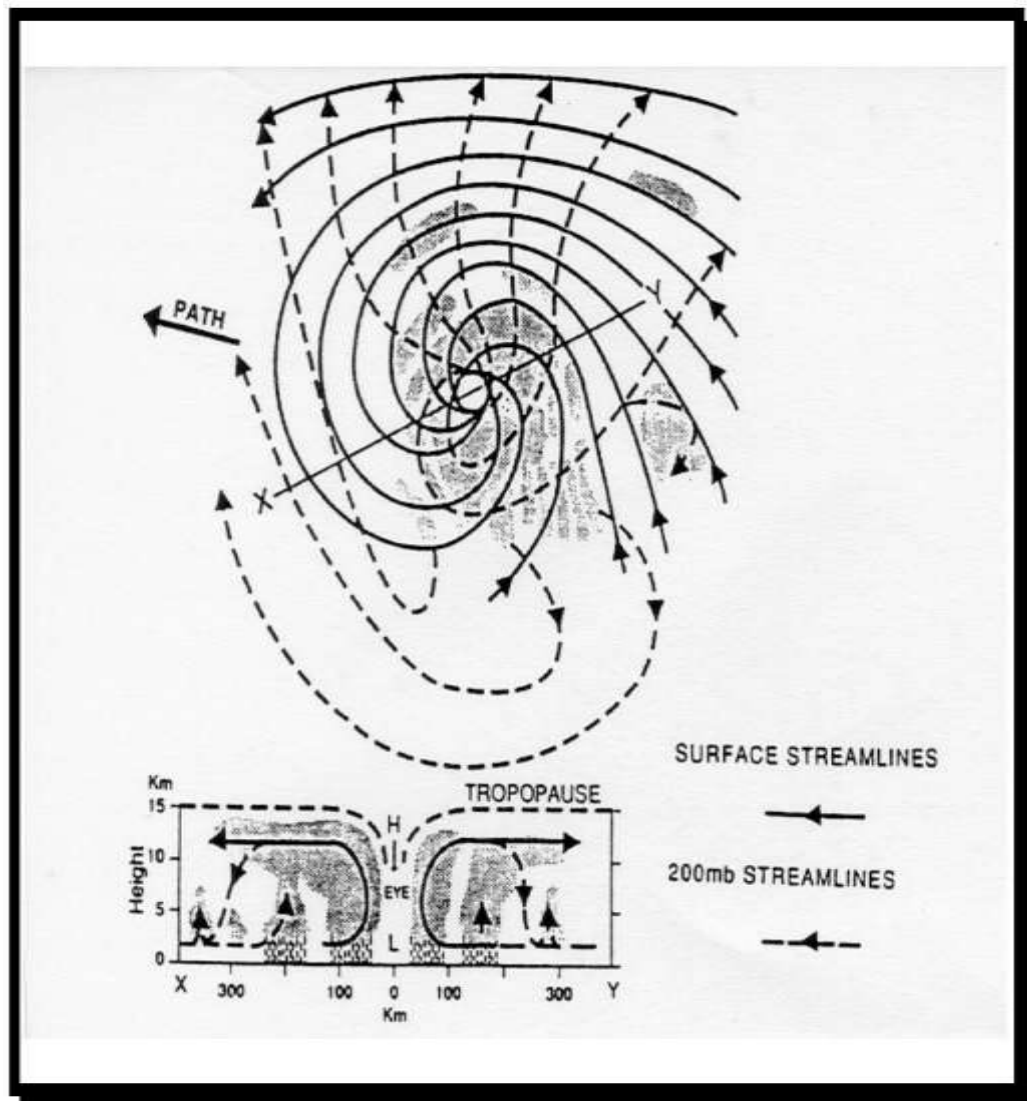 PATH
Y
X
SURFACE STREAMLINES
200mb STREAMLINES
Km
TROPOPAUSE
15
H
10
Height
EYE
5
L
0
X 300 100 0 100 300 Y
Km